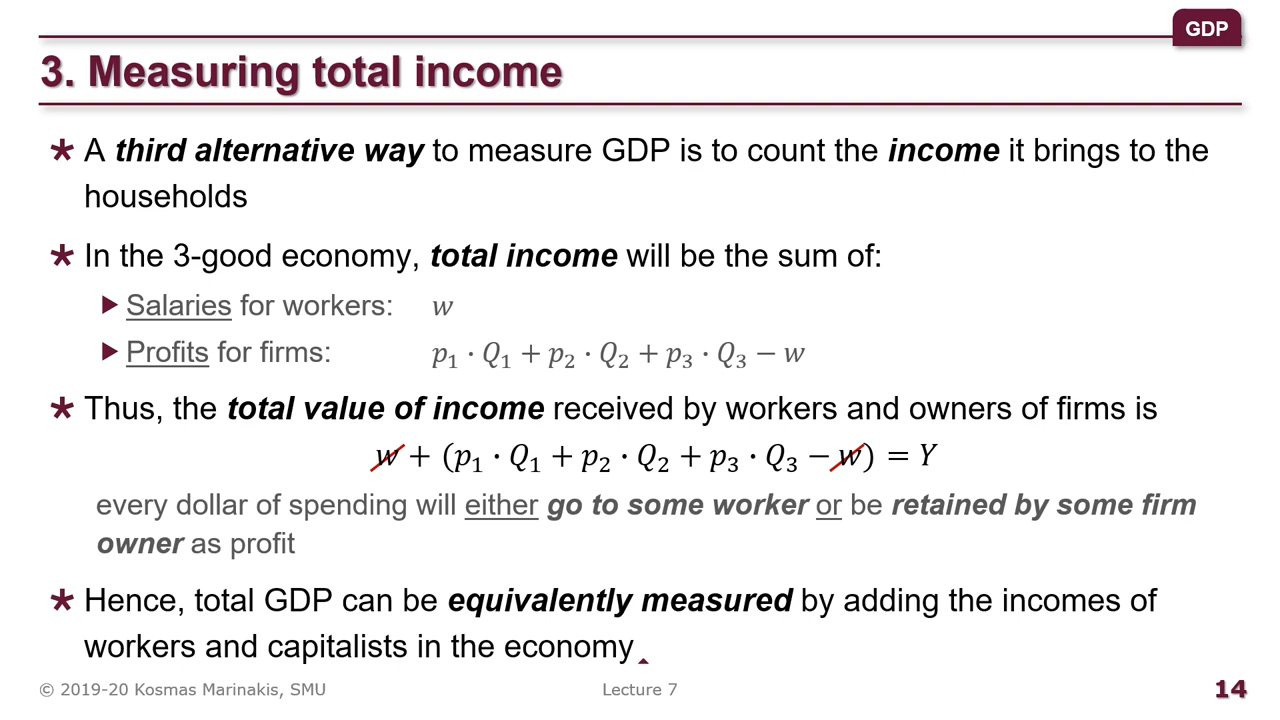 GDP
3. Measuring total income
* A third alternative way to measure GDP is to count the income it brings to the
households
* In the 3-good economy, total income will be the sum of:
▶ Salaries for workers: w
▶ Profits for firms: p₁ · Q₁ + p₂ · Q₂ + p₃ · Q₃ − w
* Thus, the total value of income received by workers and owners of firms is
w + (p₁ · Q₁ + p₂ · Q₂ + p₃ · Q₃ − w) = Y
every dollar of spending will either go to some worker or be retained by some firm
owner as profit
* Hence, total GDP can be equivalently measured by adding the incomes of
workers and capitalists in the economy
© 2019-20 Kosmas Marinakis, SMU Lecture 7 14